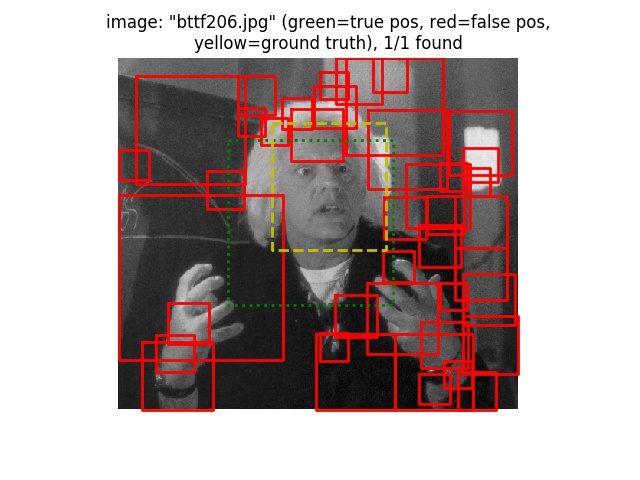 image: "bttf206.jpg" (green=true pos, red=false pos,
yellow=ground truth), 1/1 found